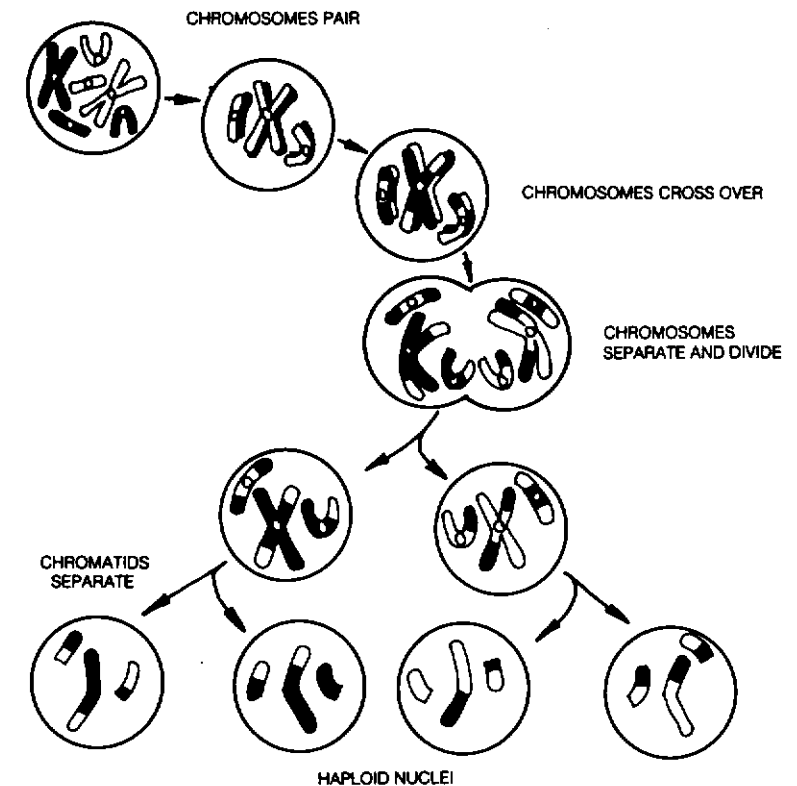 CHROMOSOMES PAIR
CHROMOSOMES CROSS OVER
CHROMOSOMES
SEPARATE AND DIVIDE
CHROMATIDS
SEPARATE
HAPLOID NUCLEI